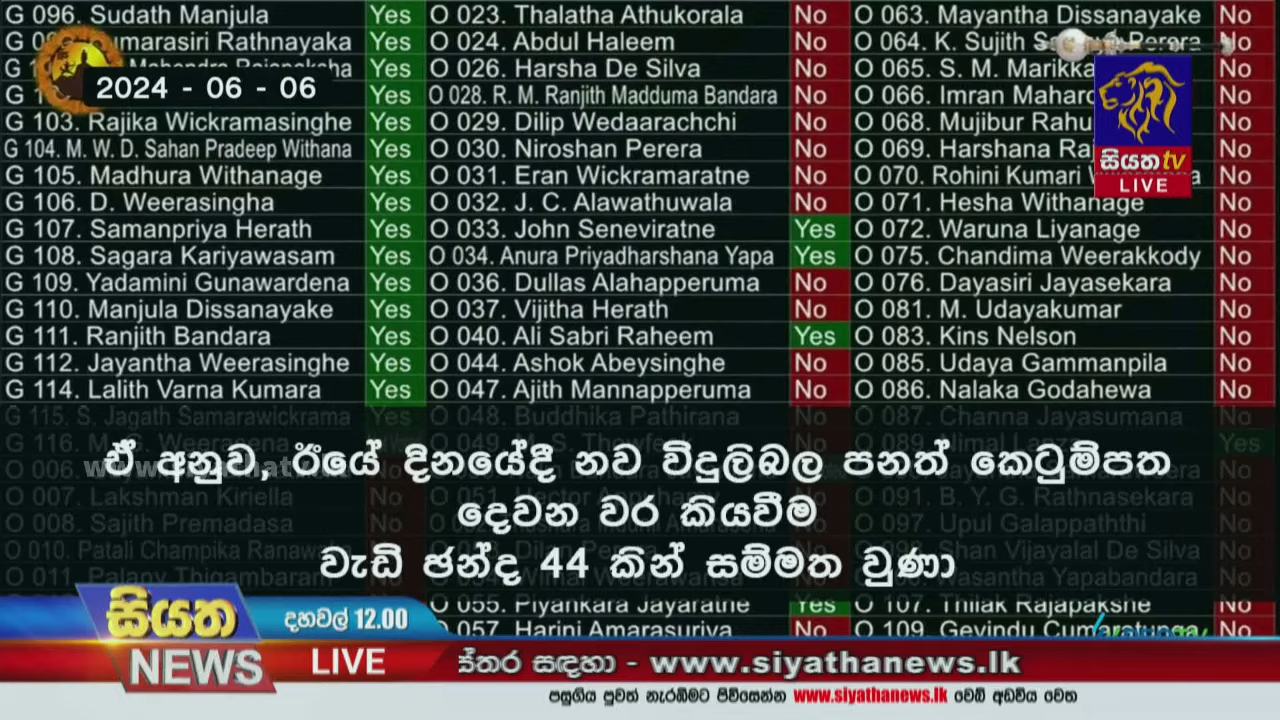 G 096. Sudath Manjula Yes O 023. Thalatha Athukorala No O 063. Mayantha Dissanayake No
Kumarasiri Rathnayaka Yes O 024. Abdul Haleem No O 064. K. Sujith Perera No
Mahendra Rajapaksha Yes O 026. Harsha De Silva No O 065. S. M. Marikka No
2024 - 06 - 06
Yes O 028. R. M. Ranjith Madduma Bandara No O 066. Imran No
G 103. Rajika Wickramasinghe Yes O 029. Dilip Wedaarachchi No O 068. Mujibur No
G 104. M. W. D. Sahan Pradeep Withana Yes O 030. Niroshan Perera No O 069. Harshana No
සියත tv
LIVE
G 105. Madhura Withanage Yes O 031. Eran Wickramaratne No O 070. Rohini Kumari No
G 106. D. Weerasingha Yes O 032. J. C. Alawathuwala No O 071. Hesha Withanage No
G 107. Samanpriya Herath Yes O 033. John Seneviratne Yes O 072. Waruna Liyanage No
G 108. Sagara Kariyawasam Yes O 034. Anura Priyadharshana Yapa Yes O 075. Chandima Weerakkody No
G 109. Yadamini Gunawardena Yes O 036. Dullas Alahapperuma No O 076. Dayasiri Jayasekara No
G 110. Manjula Dissanayake Yes O 037. Vijitha Herath No O 081. M. Udayakumar No
G 111. Ranjith Bandara Yes O 040. Ali Sabri Raheem Yes O 083. Kins Nelson No
G 112. Jayantha Weerasinghe Yes O 044. Ashok Abeysinghe No O 085. Udaya Gammanpila No
G 114. Lalith Varna Kumara Yes O 047. Ajith Mannapperuma No O 086. Nalaka Godahewa No
G 115. S. Jagath Samarawickrama Yes O 048. Buddhika Pathirana No O 087. Channa Jayasumana No
ඒ අනුව, ඊයේ දිනයේදී නව විදුලිබල පනත් කෙටුම්පත
දෙවන වර කියවීම
වැඩි ඡන්ද 44 කින් සම්මත වුණා
O 007. Lakshman Kiriella No O 091. B. Y. G. Rathnasekara No
O 008. Sajith Premadasa No O 097. Upul Galappaththi No
O 010. Patali Champika Shan Vijayalal De Silva No
O 011. Palany Thigambaram Wasantha Yapabandara No
O 055. Piyankara Jayaratne Yes O 107. Thilak Rajapakshe No
O 057. Harini Amarasuriya No O 109. Gevindu Cumaratunga No
සියත
NEWS
දහවල් 12.00
LIVE
ස්තර සඳහා - www.siyathanews.lk
පසුගිය පුවත් නැරඹීමට පිවිසෙන්න www.siyathanews.lk වෙබ් අඩවිය වෙත